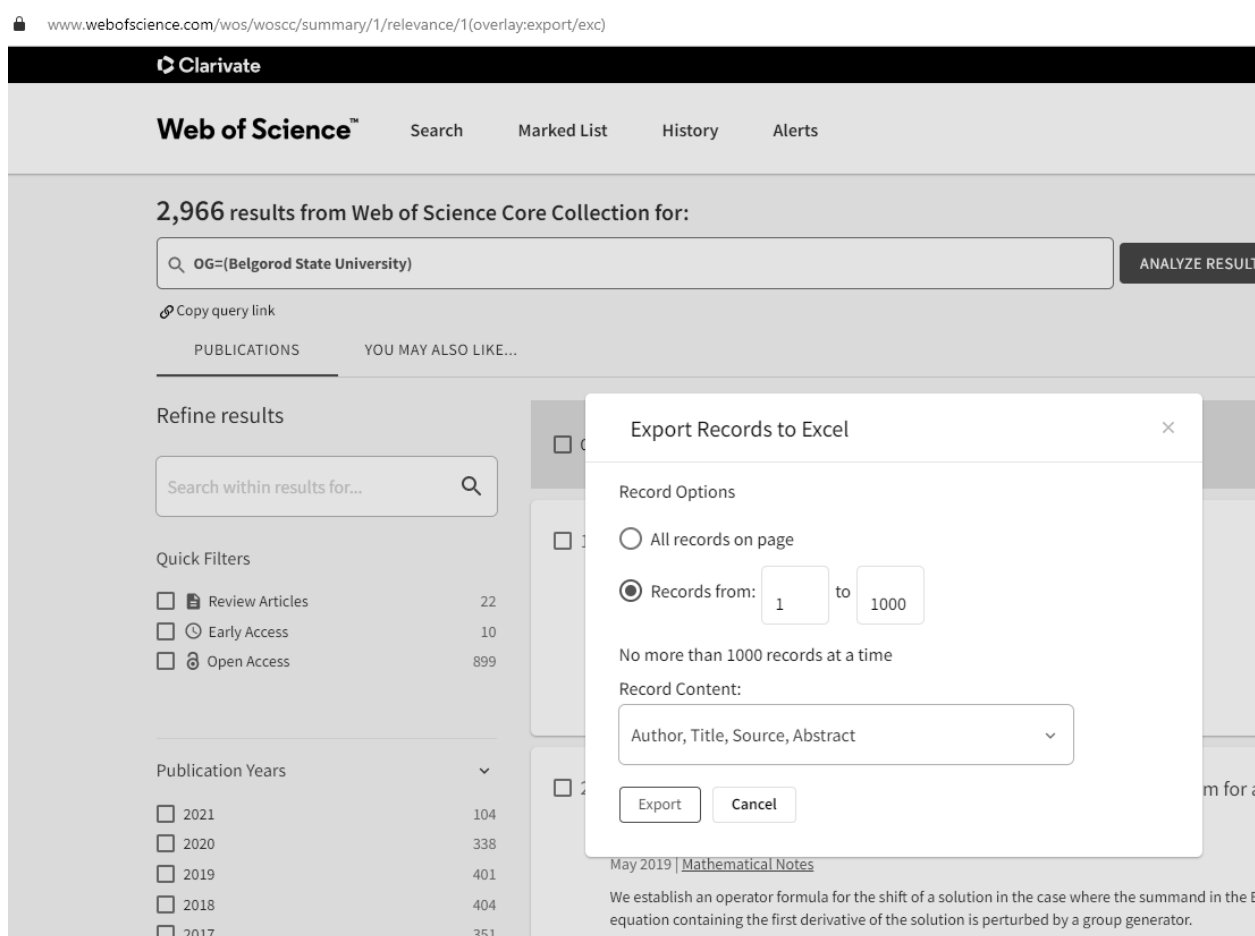 www.webofscience.com/wos/woscc/summary/1/relevance/1(overlay:export/exc)
Clarivate
Web of Science™ Search Marked List History Alerts
2,966 results from Web of Science Core Collection for:
OG=(Belgorod State University)
ANALYZE RESULT
Copy query link
PUBLICATIONS YOU MAY ALSO LIKE...
Refine results
Search within results for...
Quick Filters
Review Articles 22
Early Access 10
Open Access 899
Publication Years
2021 104
2020 338
2019 401
2018 404
2017 351
Export Records to Excel
Record Options
All records on page
Records from: 1 to 1000
No more than 1000 records at a time
Record Content:
Author, Title, Source, Abstract
Export Cancel
m for a
May 2019 | Mathematical Notes
We establish an operator formula for the shift of a solution in the case where the summand in the E
equation containing the first derivative of the solution is perturbed by a group generator.